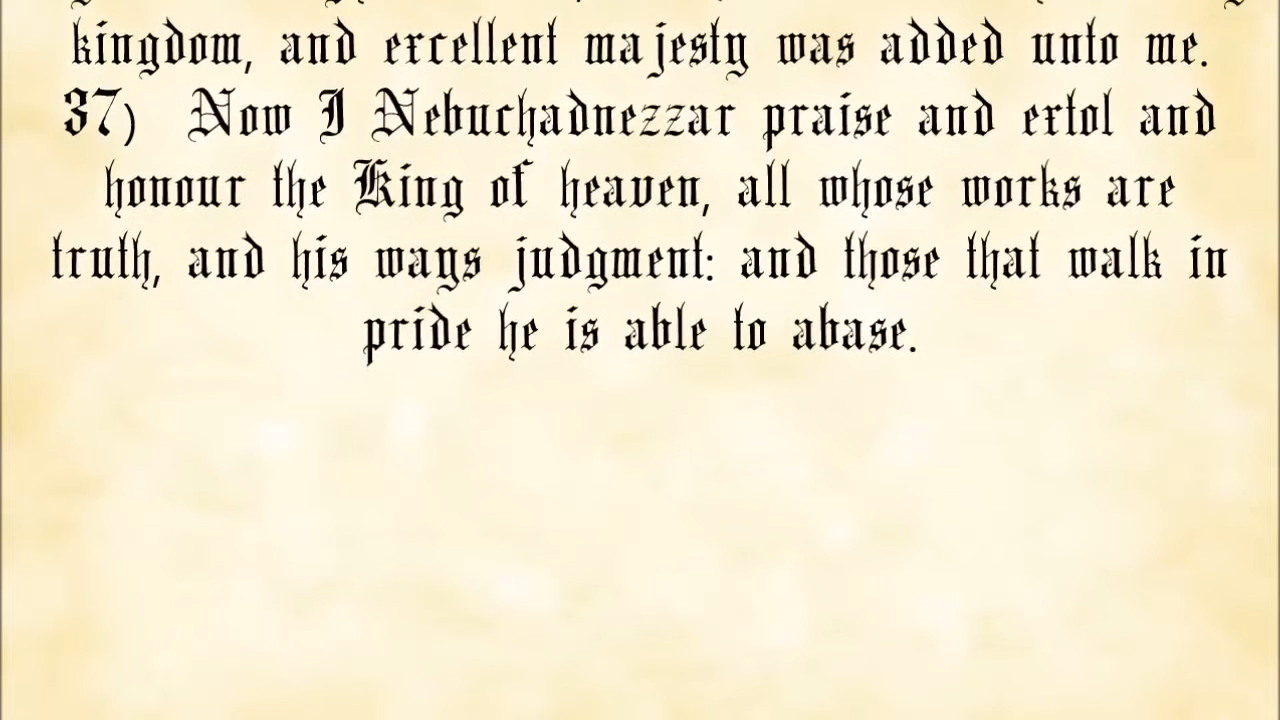 kingdom, and excellent majesty was added unto me.
37) Now I Nebuchadnezzar praise and extol and
honour the King of heaven, all whose works are
truth, and his ways judgment: and those that walk in
pride he is able to abase.